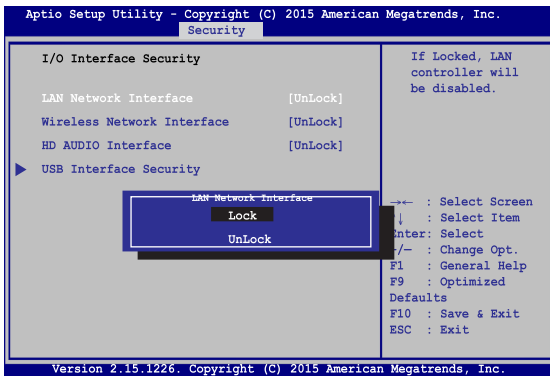 Aptio Setup Utility - Copyright (C) 2015 American Megatrends, Inc.
Security
I/O Interface Security
LAN Network Interface [UnLock]
Wireless Network Interface [UnLock]
HD AUDIO Interface [UnLock]
USB Interface Security
If Locked, LAN
controller will
be disabled.
LAN Network Interface
Lock
UnLock
→← : Select Screen
↓ : Select Item
Enter: Select
/— : Change Opt.
F1 : General Help
F9 : Optimized
Defaults
F10 : Save & Exit
ESC : Exit
Version 2.15.1226. Copyright (C) 2015 American Megatrends, Inc.